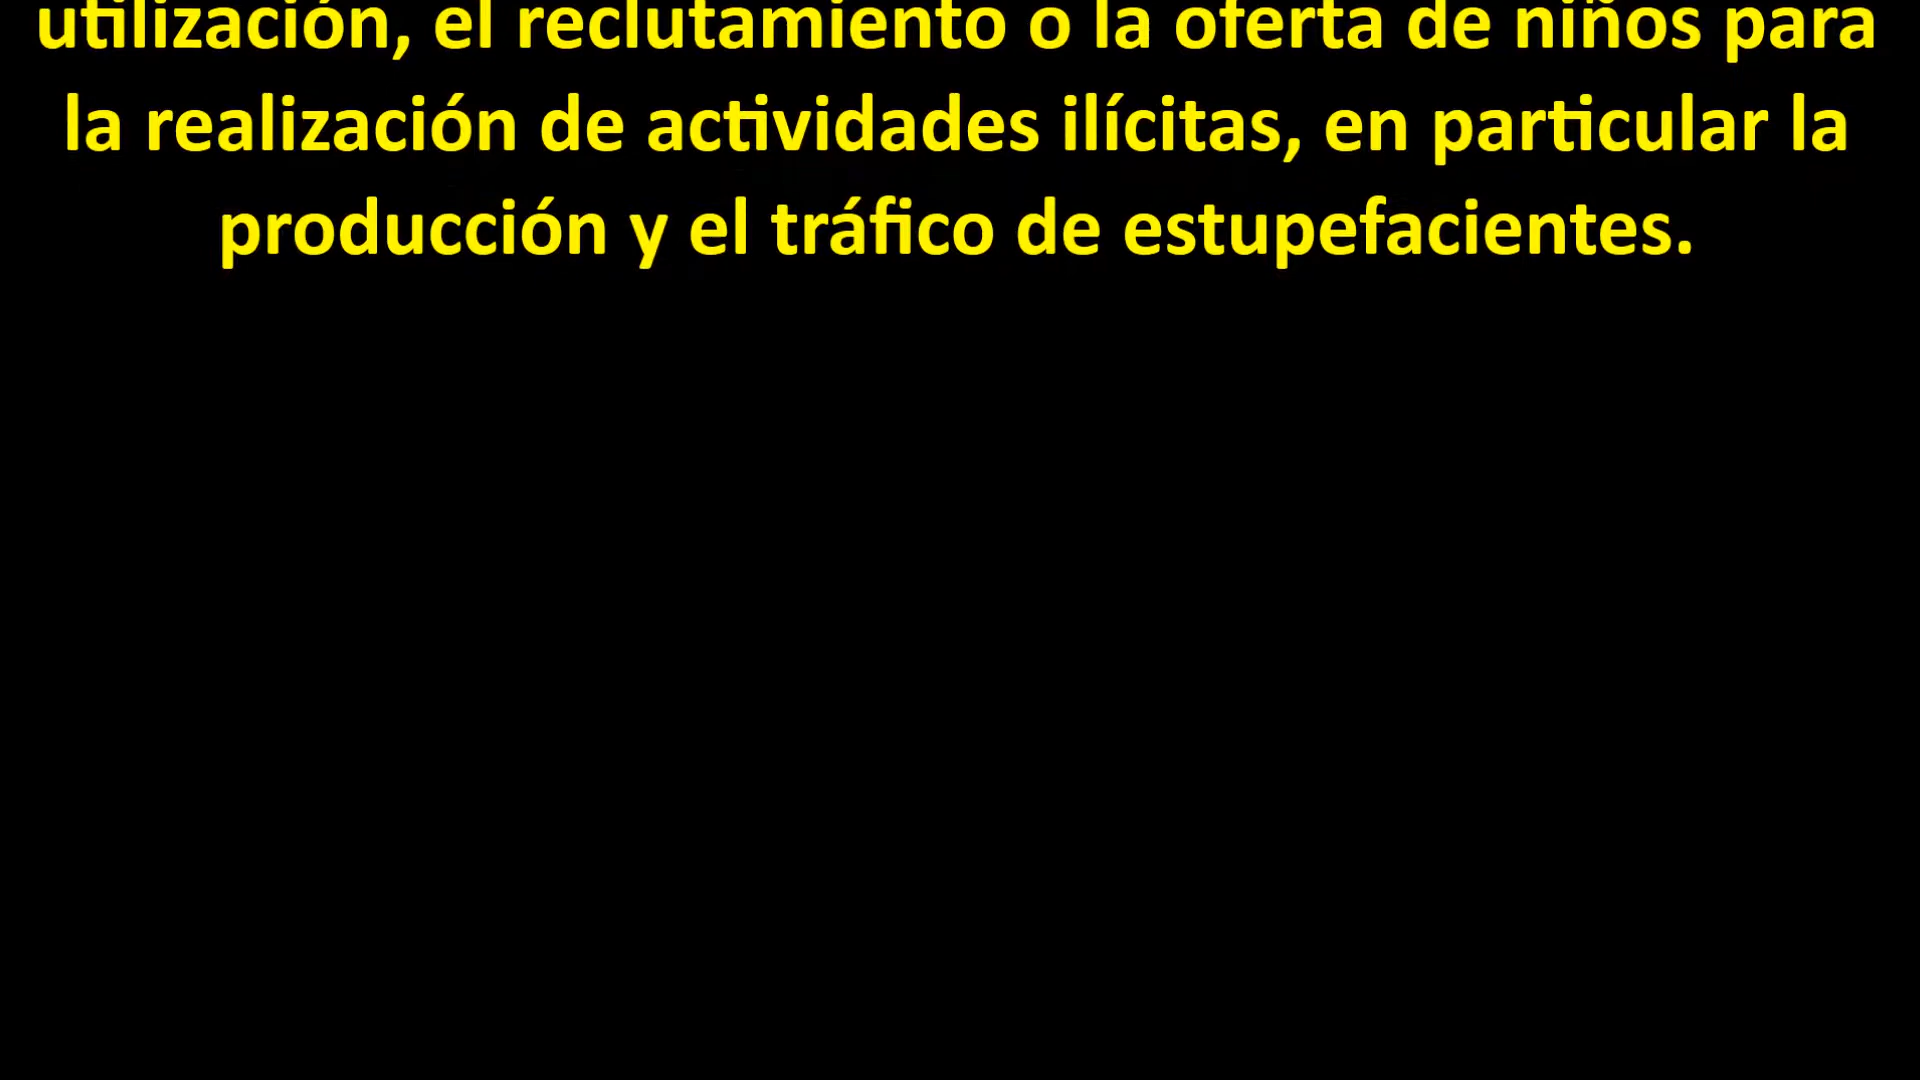 utilización, el reclutamiento o la oferta de niños para
la realización de actividades ilícitas, en particular la
producción y el tráfico de estupefacientes.